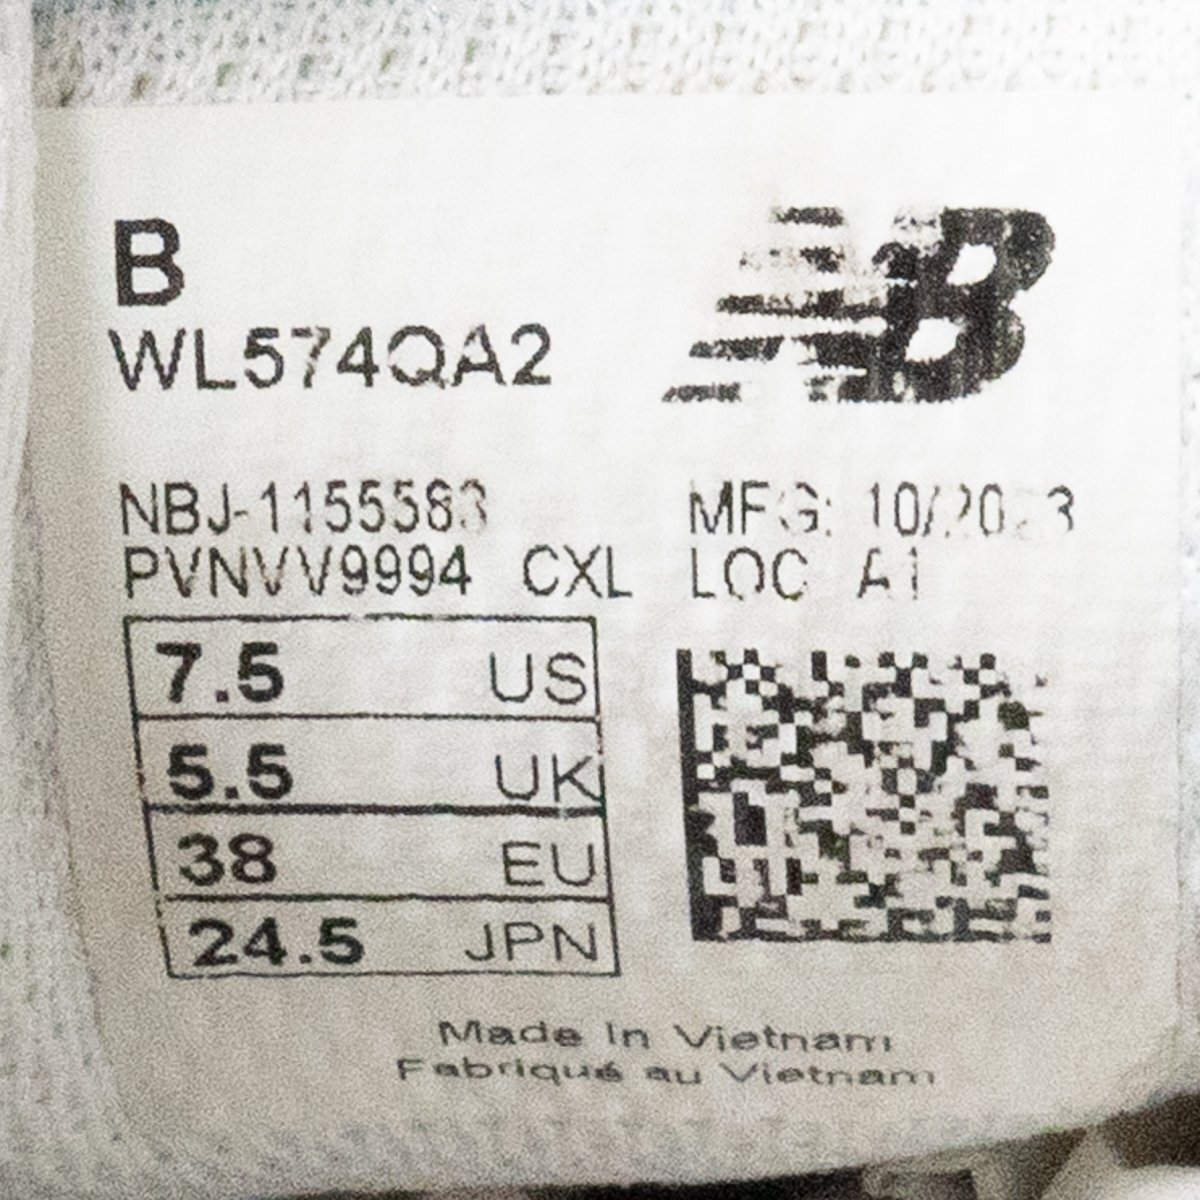 B
WL574QA2
NBJ-1155583 MFG: 10/2023
PVNVV9994 CXL LOC A1
7.5 US
5.5 UK
38 EU
24.5 JPN
Made In Vietnam
Fabriqué au Vietnam